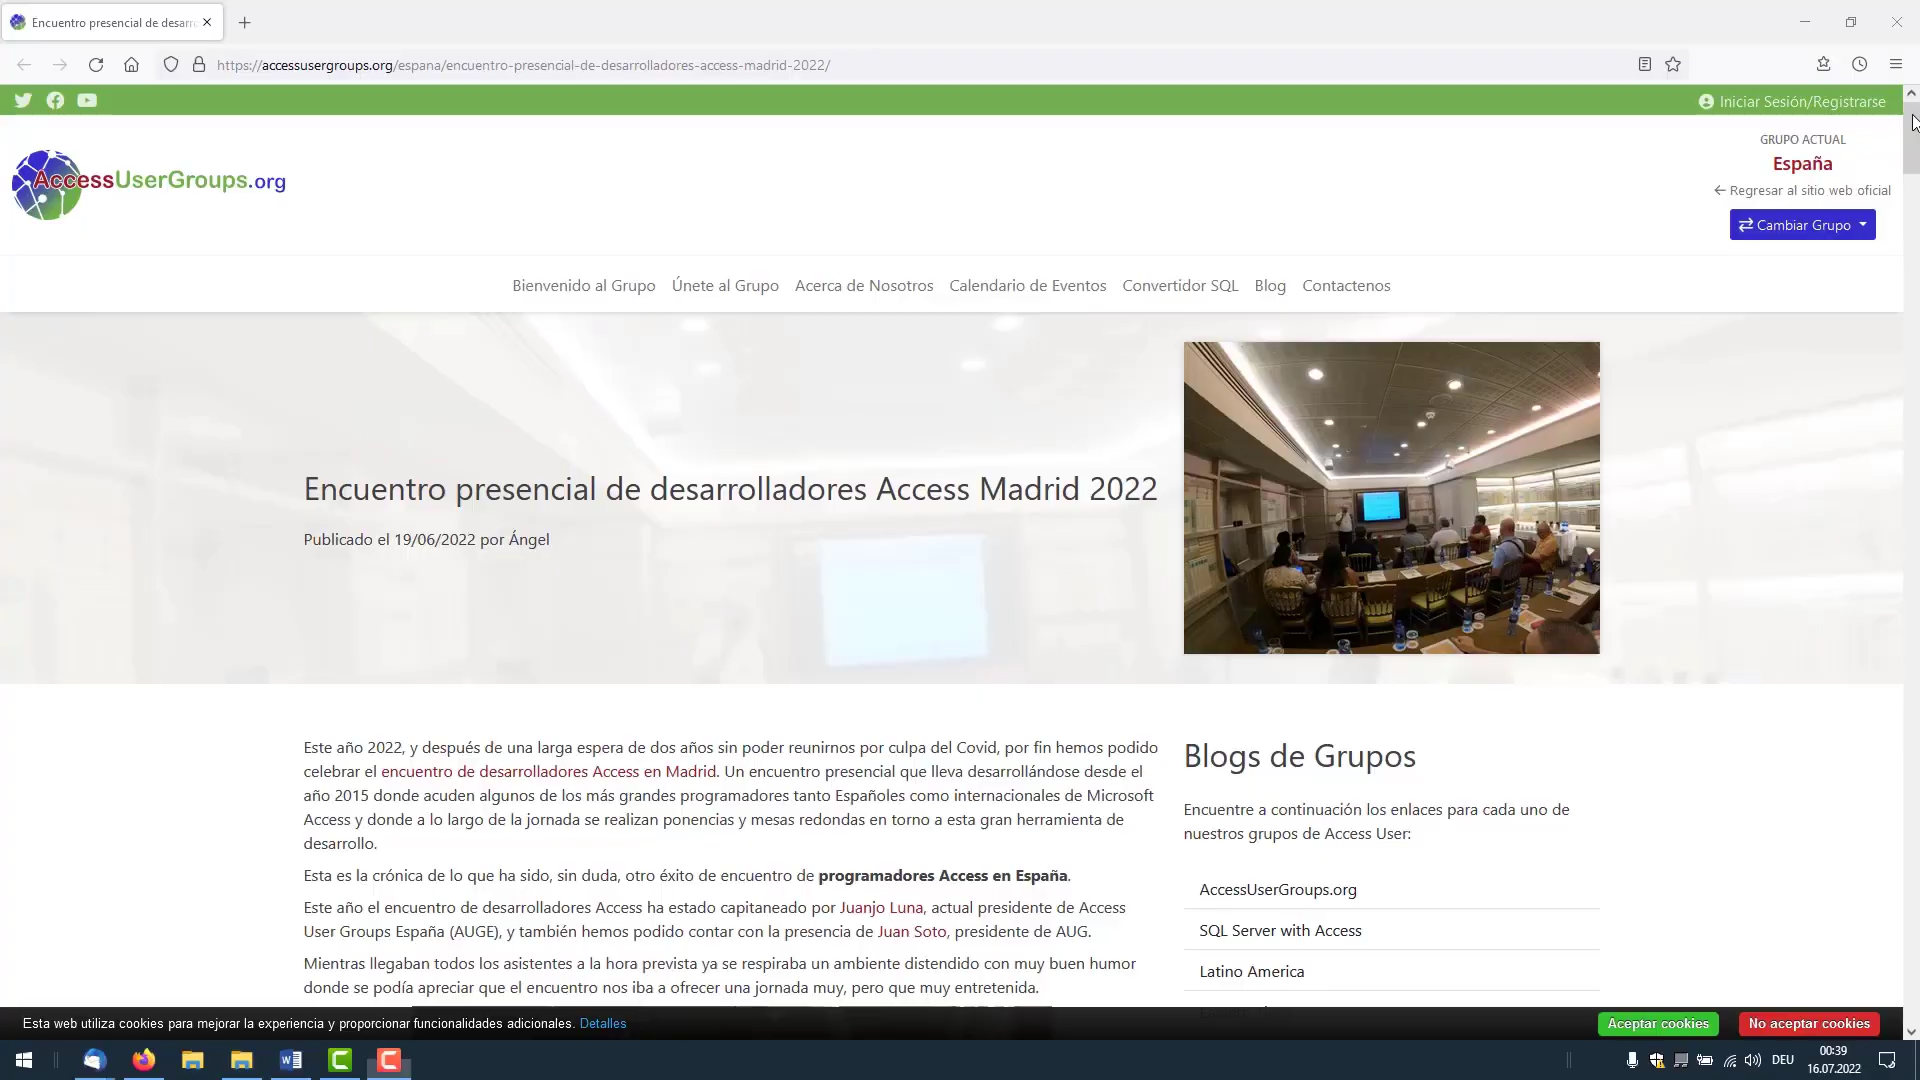 Encuentro presencial de desarr
https://accessusergroups.org/espana/encuentro-presencial-de-desarrolladores-access-madrid-2022/
Iniciar Sesión/Registrarse
AccessUserGroups.org
GRUPO ACTUAL
España
Regresar al sitio web oficial
Cambiar Grupo
Bienvenido al Grupo Únete al Grupo Acerca de Nosotros Calendario de Eventos Convertidor SQL Blog Contactenos
Encuentro presencial de desarrolladores Access Madrid 2022
Publicado el 19/06/2022 por Ángel
Este año 2022, y después de una larga espera de dos años sin poder reunirnos por culpa del Covid, por fin hemos podido
celebrar el encuentro de desarrolladores Access en Madrid. Un encuentro presencial que lleva desarrollándose desde el
año 2015 donde acuden algunos de los más grandes programadores tanto Españoles como internacionales de Microsoft
Access y donde a lo largo de la jornada se realizan ponencias y mesas redondas en torno a esta gran herramienta de
desarrollo.
Esta es la crónica de lo que ha sido, sin duda, otro éxito de encuentro de programadores Access en España.
Este año el encuentro de desarrolladores Access ha estado capitaneado por Juanjo Luna, actual presidente de Access
User Groups España (AUGE), y también hemos podido contar con la presencia de Juan Soto, presidente de AUG.
Mientras llegaban todos los asistentes a la hora prevista ya se respiraba un ambiente distendido con muy buen humor
donde se podía apreciar que el encuentro nos iba a ofrecer una jornada muy, pero que muy entretenida.
Blogs de Grupos
Encuentre a continuación los enlaces para cada uno de
nuestros grupos de Access User:
AccessUserGroups.org
SQL Server with Access
Latino America
Esta web utiliza cookies para mejorar la experiencia y proporcionar funcionalidades adicionales. Detalles
Aceptar cookies
No aceptar cookies
DEU
00:39
16.07.2022